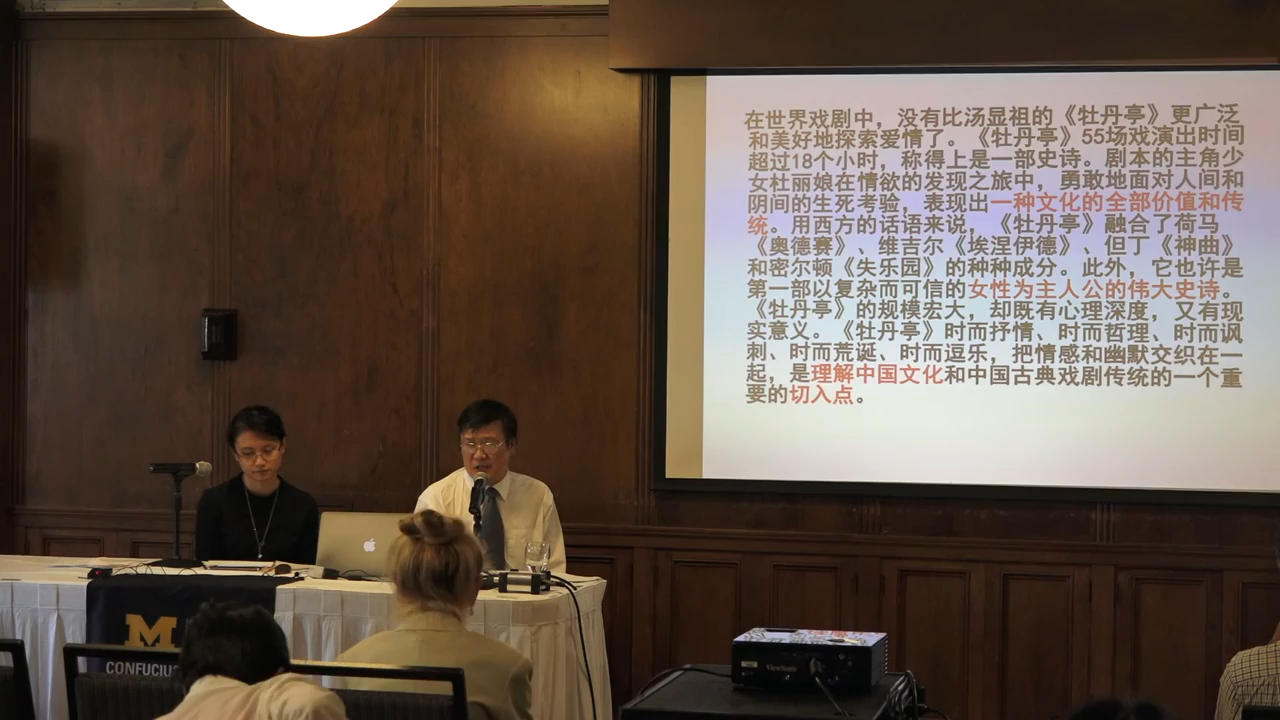 在世界戏剧中，没有比汤显祖的《牡丹亭》更广泛
和美好地探索爱情了。《牡丹亭》55场戏演出时间
超过18个小时，称得上是一部史诗。剧本的主角少
女杜丽娘在情欲的发现之旅中，勇敢地面对人间和
阴间的生死考验，表现出一种文化的全部价值和传
统。用西方的话语来说，《牡丹亭》融合了荷马
《奥德赛》、维吉尔《埃涅伊德》、但丁《神曲》
和密尔顿《失乐园》的种种成分。此外，它也许是
第一部以复杂而可信的女性为主人公的伟大史诗。
《牡丹亭》的规模宏大，却既有心理深度，又有现
实意义。《牡丹亭》时而抒情、时而哲理、时而讽
刺、时而荒诞、时而逗乐，把情感和幽默交织在一
起，是理解中国文化和中国古典戏剧传统的一个重
要的切入点。
M
CONFUCIUS
ViewSonic